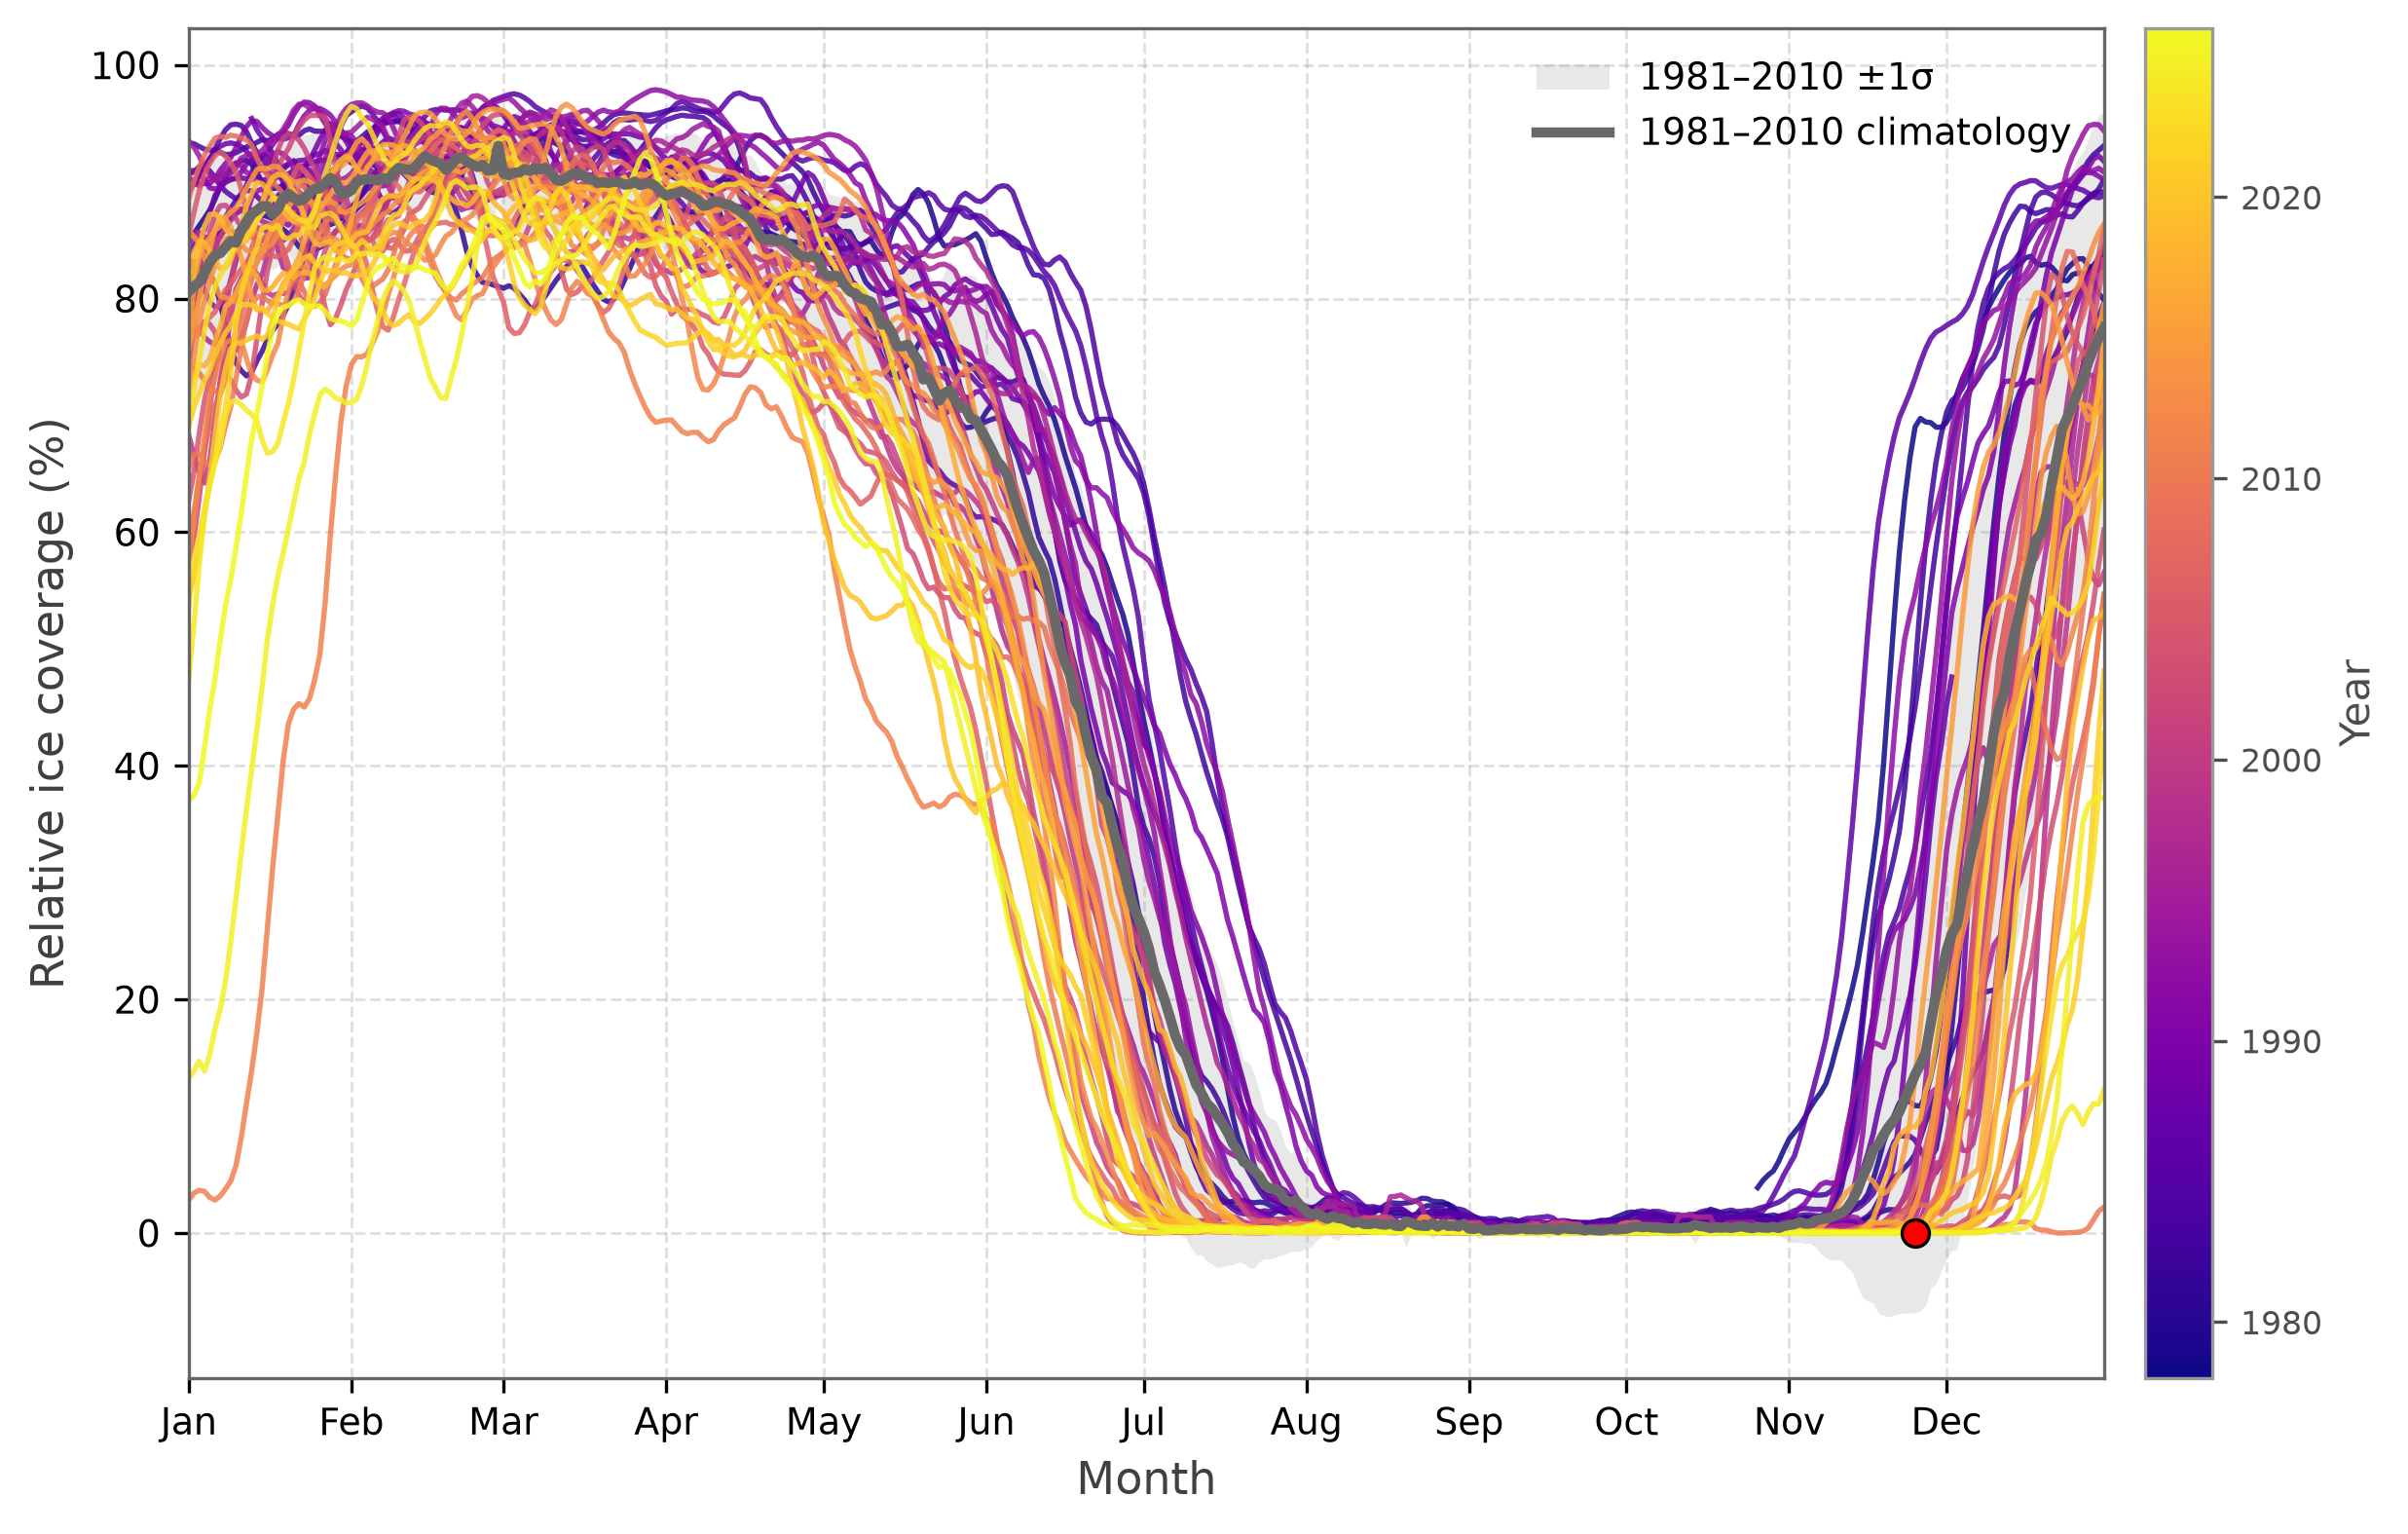 1981–2010 ±1σ
1981–2010 climatology
Relative ice coverage (%)
100
80
60
40
20
0
Jan Feb Mar Apr May Jun Jul Aug Sep Oct Nov Dec
Month
2020
2010
2000
1990
1980
Year